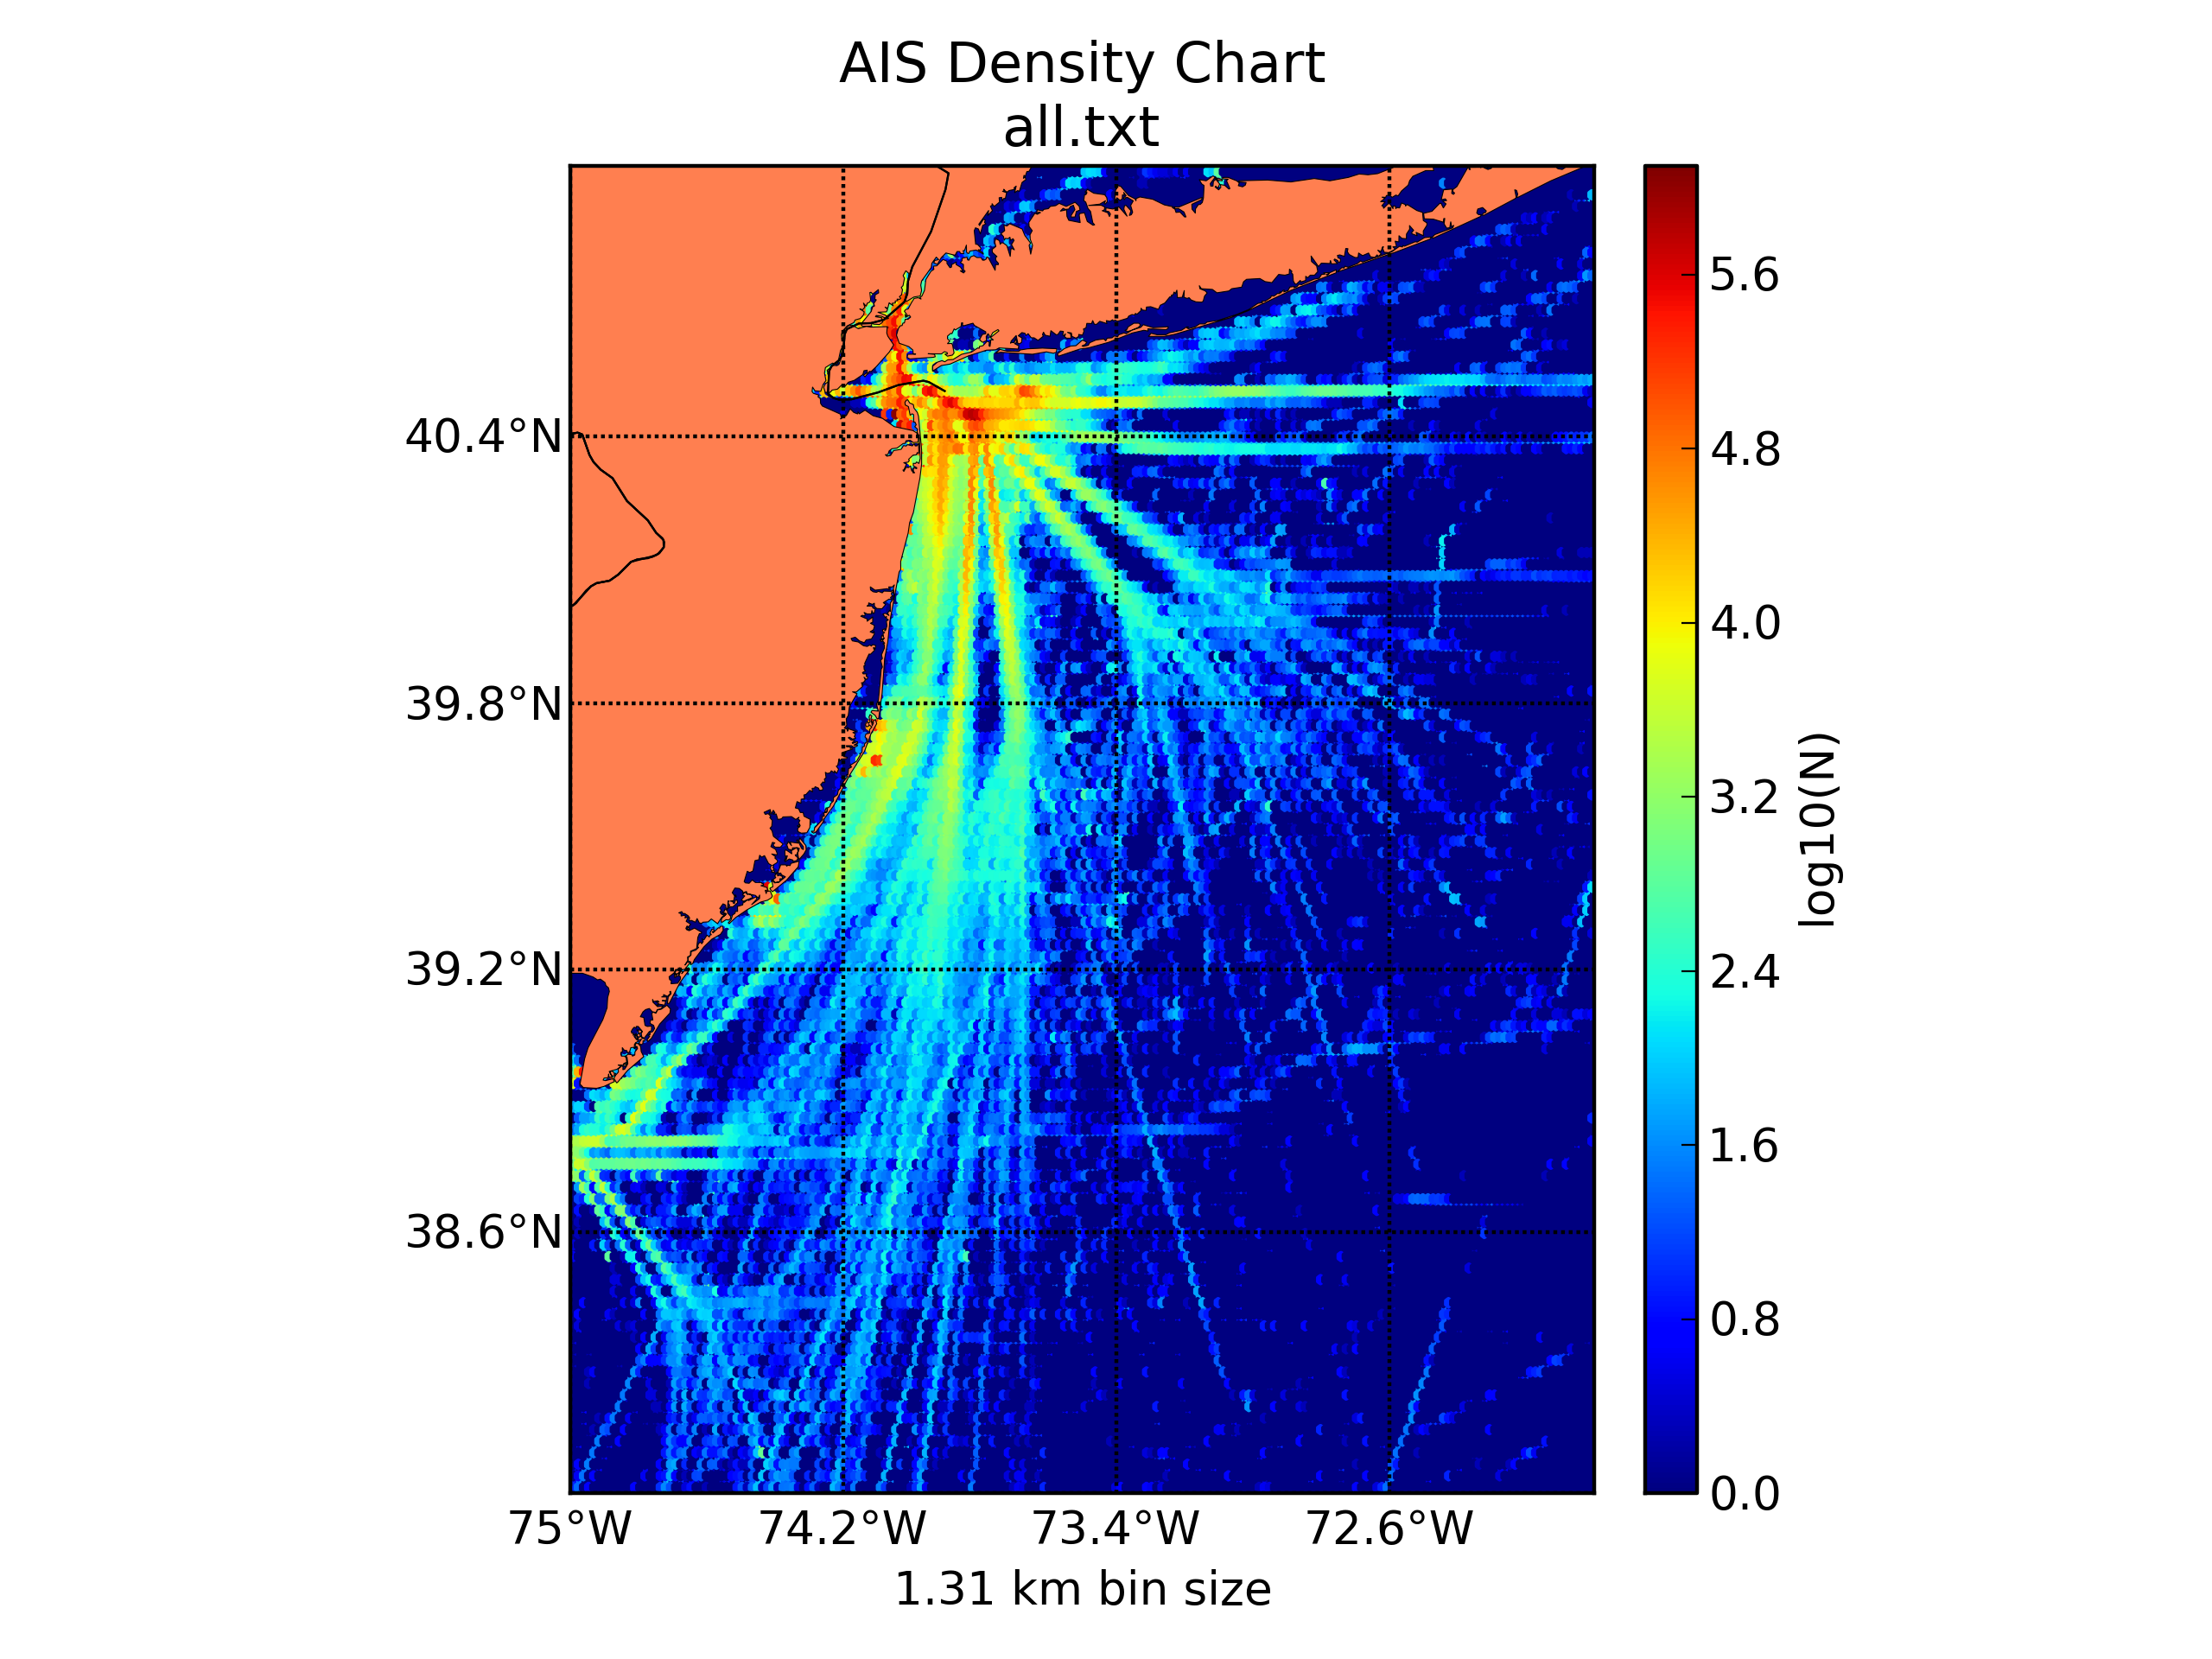 AIS Density Chart
all.txt
40.4°N
39.8°N
39.2°N
38.6°N
75°W
74.2°W
73.4°W
72.6°W
1.31 km bin size
5.6
4.8
4.0
3.2
2.4
1.6
0.8
0.0
log10(N)